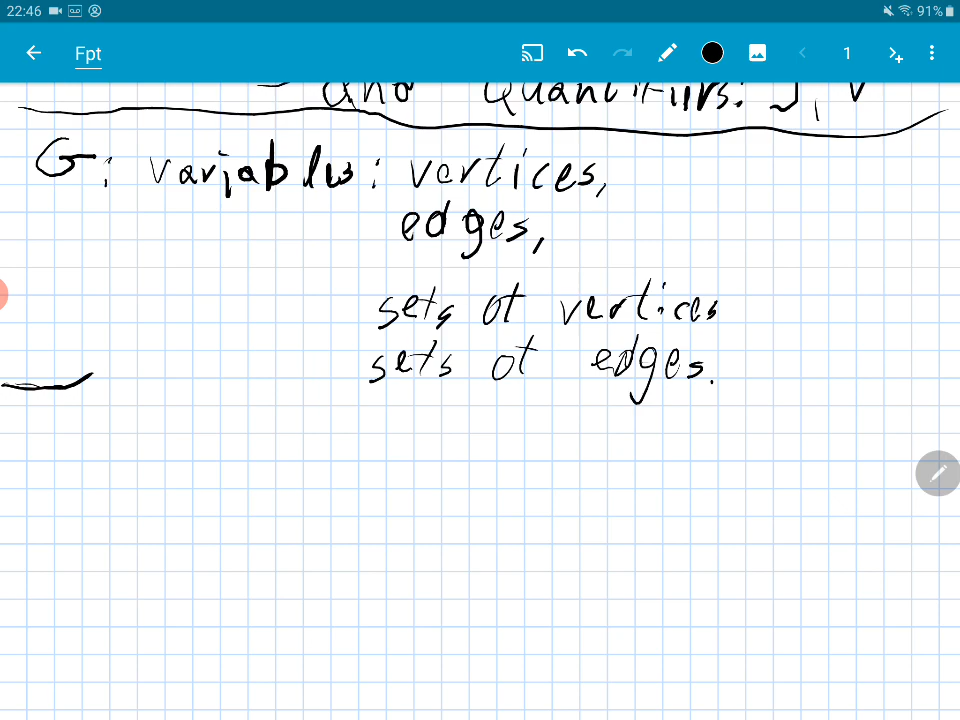 22:46 91%
Fpt 1
and Quantifiers: ∃, ∀
G: variables: vertices,
edges,
sets of vertices
sets of edges.